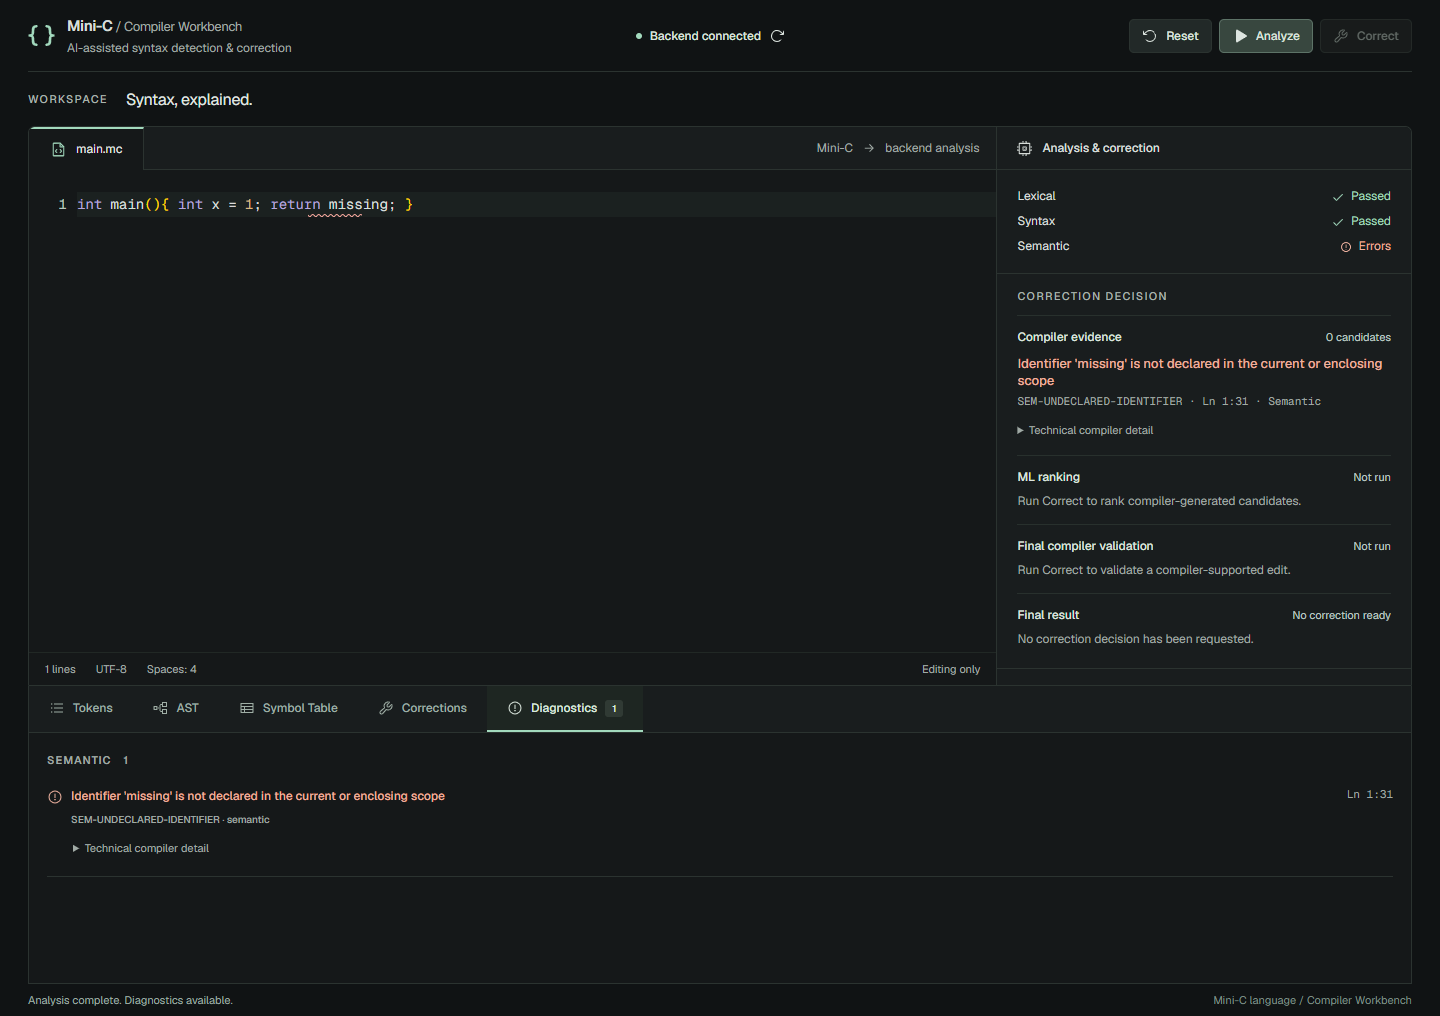 { } Mini-C / Compiler Workbench
AI-assisted syntax detection & correction
Backend connected
Reset
Analyze
Correct
WORKSPACE Syntax, explained.
main.mc
Mini-C → backend analysis
1 int main(){ int x = 1; return missing; }
1 lines UTF-8 Spaces: 4 Editing only
Analysis & correction
Lexical Passed
Syntax Passed
Semantic Errors
CORRECTION DECISION
Compiler evidence 0 candidates
Identifier 'missing' is not declared in the current or enclosing
scope
SEM-UNDECLARED-IDENTIFIER · Ln 1:31 · Semantic
Technical compiler detail
ML ranking Not run
Run Correct to rank compiler-generated candidates.
Final compiler validation Not run
Run Correct to validate a compiler-supported edit.
Final result No correction ready
No correction decision has been requested.
Tokens AST Symbol Table Corrections Diagnostics 1
SEMANTIC 1
Identifier 'missing' is not declared in the current or enclosing scope Ln 1:31
SEM-UNDECLARED-IDENTIFIER · semantic
Technical compiler detail
Analysis complete. Diagnostics available. Mini-C language / Compiler Workbench